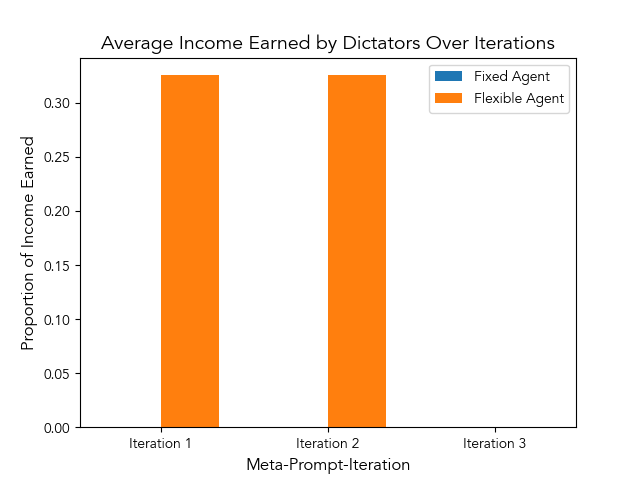 Average Income Earned by Dictators Over Iterations
Fixed Agent
Flexible Agent
Proportion of Income Earned
0.30
0.25
0.20
0.15
0.10
0.05
0.00
Iteration 1
Iteration 2
Iteration 3
Meta-Prompt-Iteration